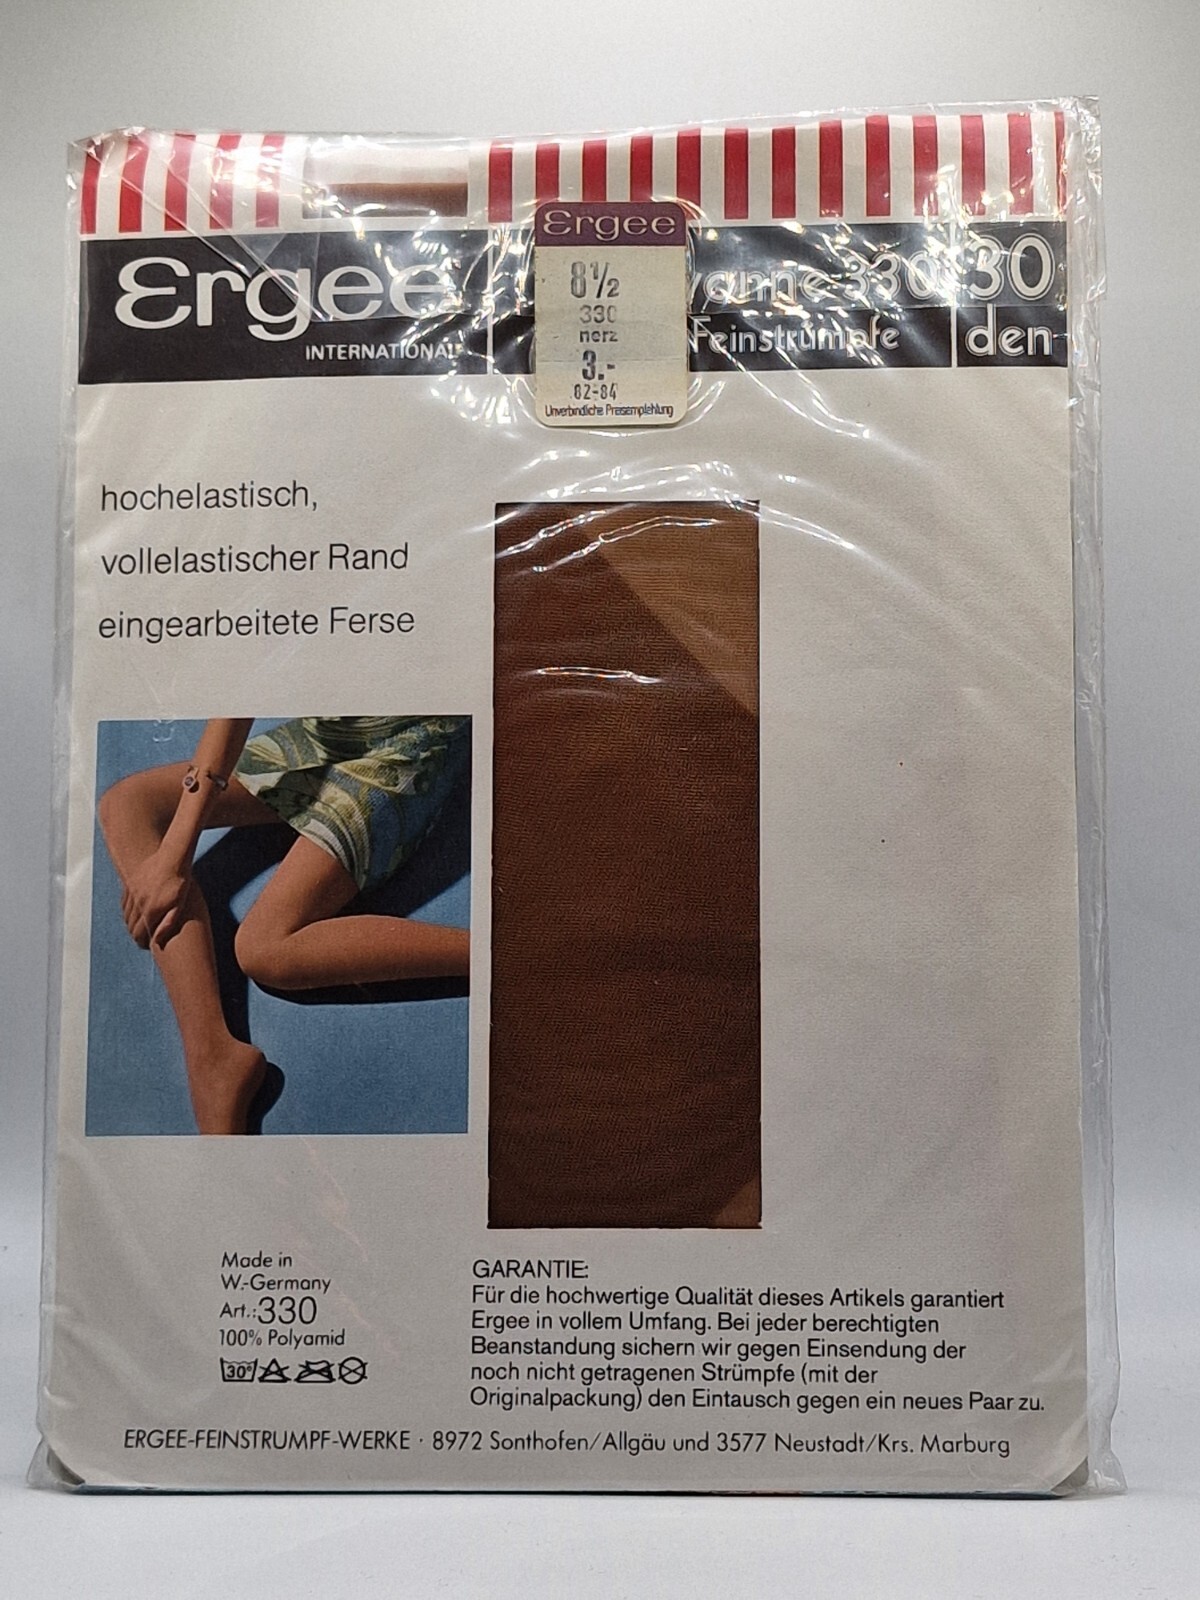 Ergee
INTERNATIONAL
Ergee
8½
330
nerz
3.-
82-84
Unverbindliche Preisempfehlung
330
Feinstrümpfe
30
den
hochelastisch,
vollelastischer Rand
eingearbeitete Ferse
Made in
W.-Germany
Art.:330
100% Polyamid
30°
GARANTIE:
Für die hochwertige Qualität dieses Artikels garantiert
Ergee in vollem Umfang. Bei jeder berechtigten
Beanstandung sichern wir gegen Einsendung der
noch nicht getragenen Strümpfe (mit der
Originalpackung) den Eintausch gegen ein neues Paar zu.
ERGEE-FEINSTRUMPF-WERKE · 8972 Sonthofen/Allgäu und 3577 Neustadt/Krs. Marburg